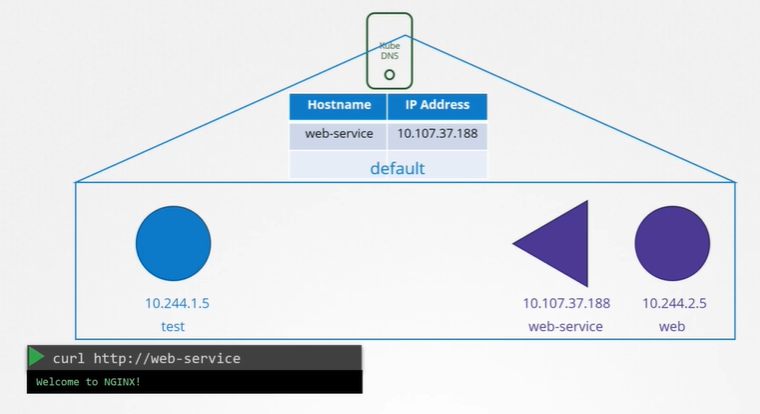 Kube
DNS
Hostname IP Address
web-service 10.107.37.188
default
10.244.1.5 10.107.37.188 10.244.2.5
test web-service web
curl http://web-service
Welcome to NGINX!